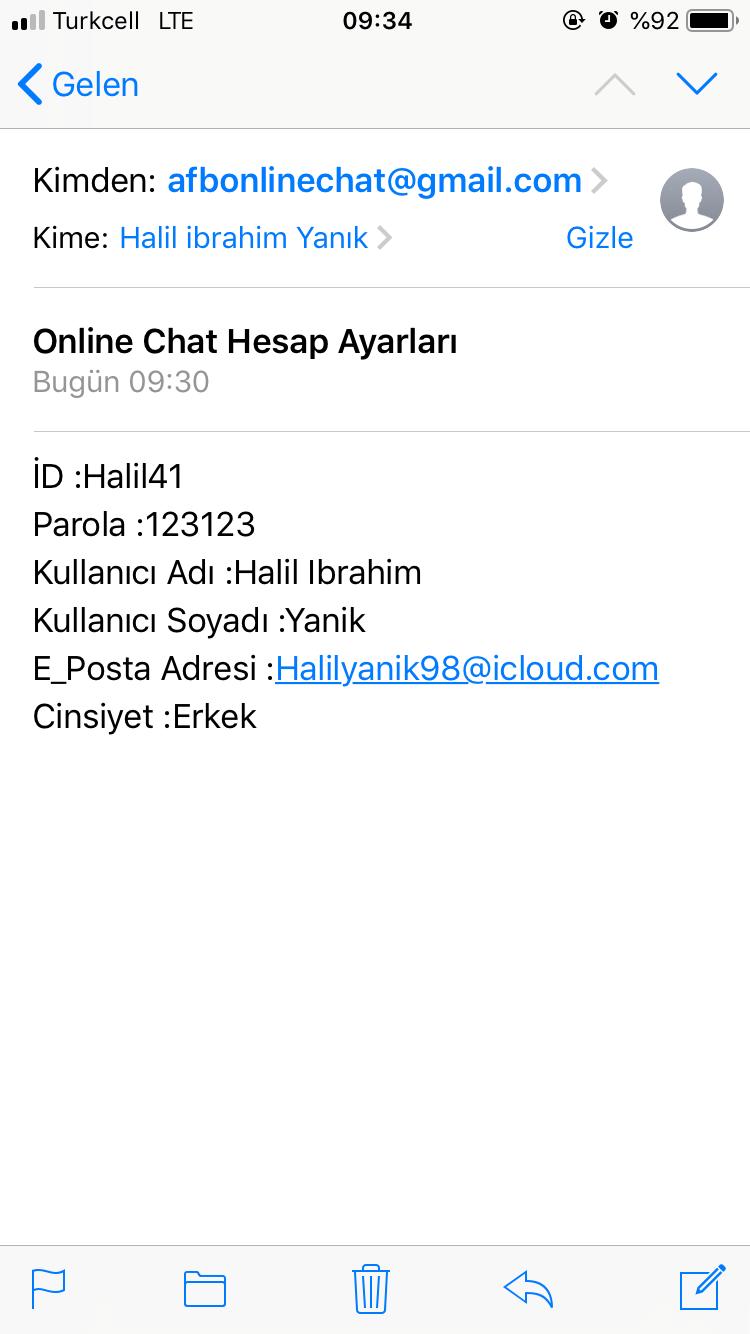 Turkcell LTE 09:34 %92
Gelen
Kimden: afbonlinechat@gmail.com
Kime: Halil ibrahim Yanık Gizle
Online Chat Hesap Ayarları
Bugün 09:30
İD :Halil41
Parola :123123
Kullanıcı Adı :Halil Ibrahim
Kullanıcı Soyadı :Yanik
E_Posta Adresi :Halilyanik98@icloud.com
Cinsiyet :Erkek